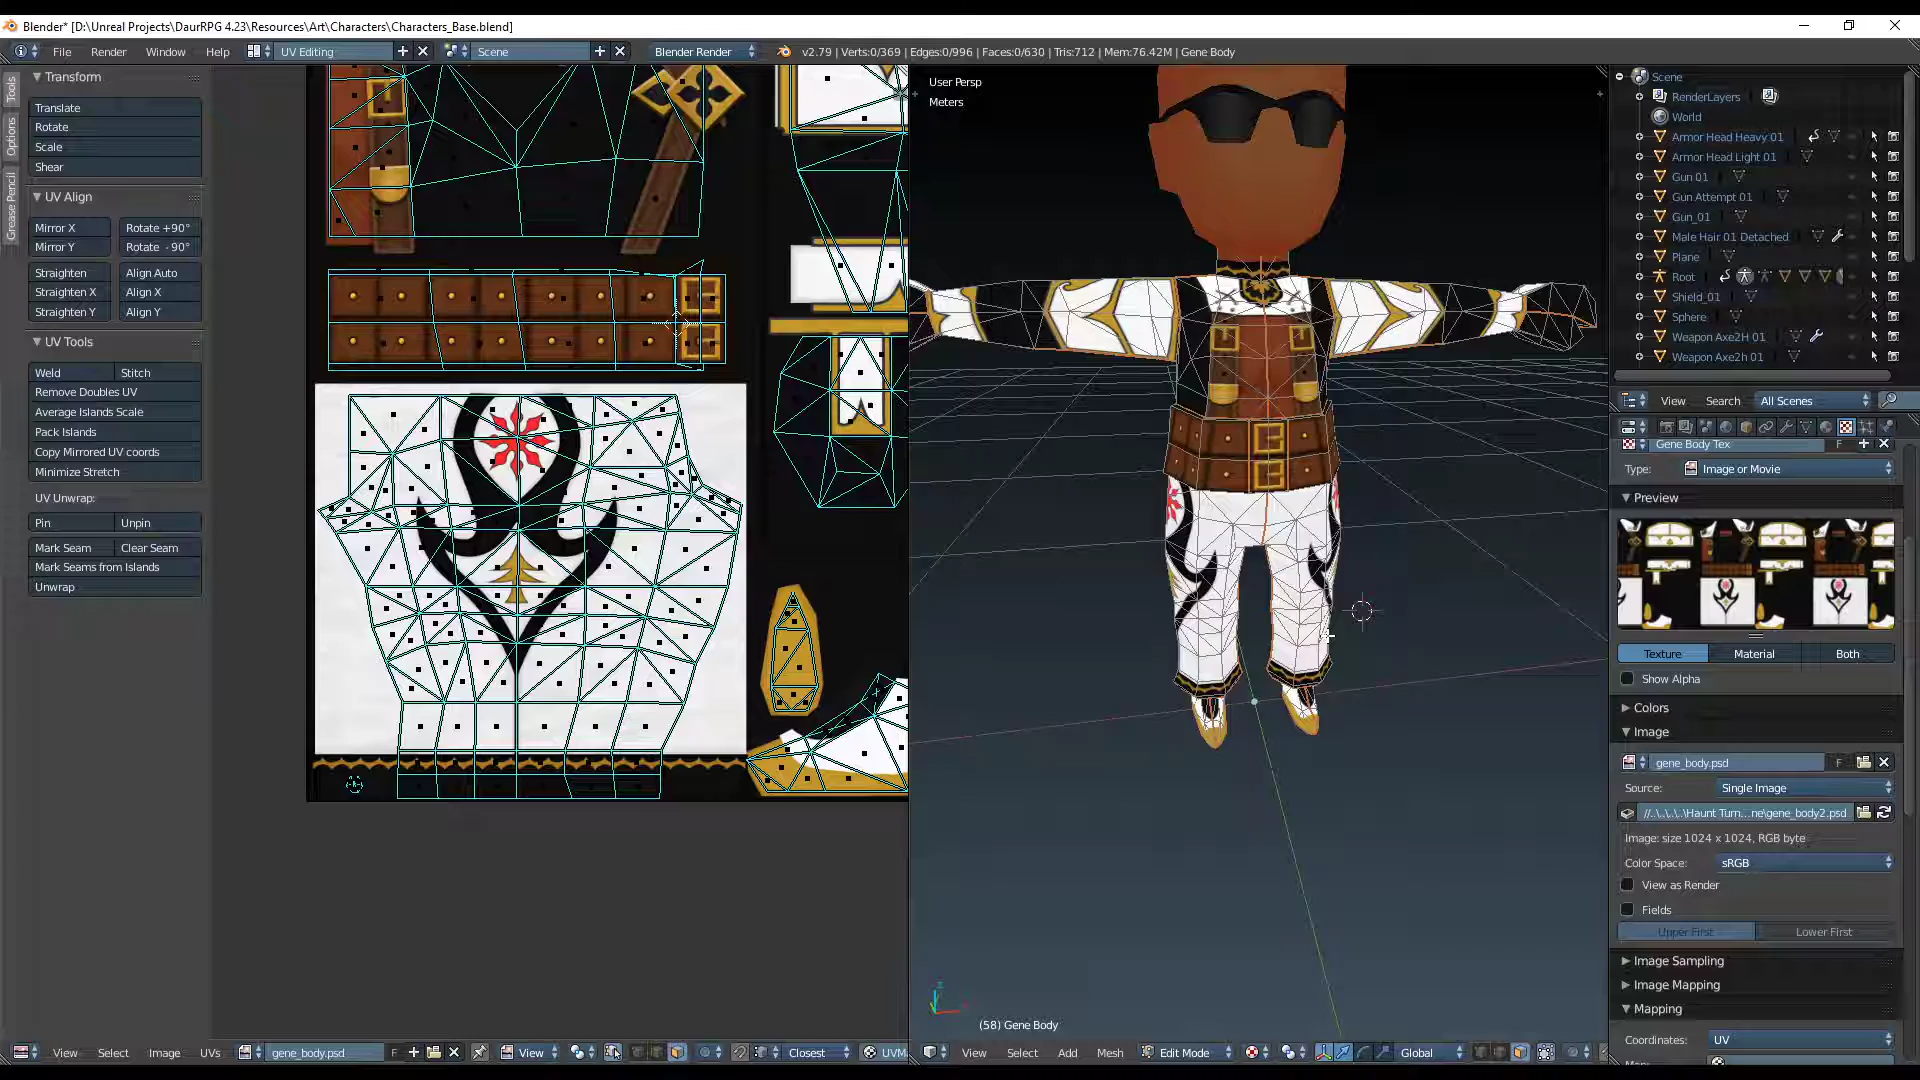 Blender* [D:\Unreal Projects\DaurRPG 4.23\Resources\Art\Characters\Characters_Base.blend]
File Render Window Help UV Editing Scene Blender Render v2.79 | Verts:0/369 | Edges:0/996 | Faces:0/630 | Tris:712 | Mem:76.42M | Gene Body
Tools
Options
Grease Pencil
Transform
Translate
Rotate
Scale
Shear
UV Align
Mirror X Rotate +90°
Mirror Y Rotate - 90°
Straighten Align Auto
Straighten X Align X
Straighten Y Align Y
UV Tools
Weld Stitch
Remove Doubles UV
Average Islands Scale
Pack Islands
Copy Mirrored UV coords
Minimize Stretch
UV Unwrap:
Pin Unpin
Mark Seam Clear Seam
Mark Seams from Islands
Unwrap
View Select Image UVs gene_body.psd F View Closest UVM
User Persp
Meters
(58) Gene Body
View Select Add Mesh Edit Mode Global
Scene
RenderLayers
World
Armor Head Heavy 01
Armor Head Light 01
Gun 01
Gun Attempt 01
Gun_01
Male Hair 01 Detached
Plane
Root
Shield_01
Sphere
Weapon Axe2H 01
Weapon Axe2h 01
View Search All Scenes
Gene Body Tex F
Type: Image or Movie
Preview
Texture Material Both
Show Alpha
Colors
Image
gene_body.psd F
Source: Single Image
//..\..\..\..\Haunt Turn...ne\gene_body2.psd
Image: size 1024 x 1024, RGB byte
Color Space: sRGB
View as Render
Fields
Upper First Lower First
Image Sampling
Image Mapping
Mapping
Coordinates: UV